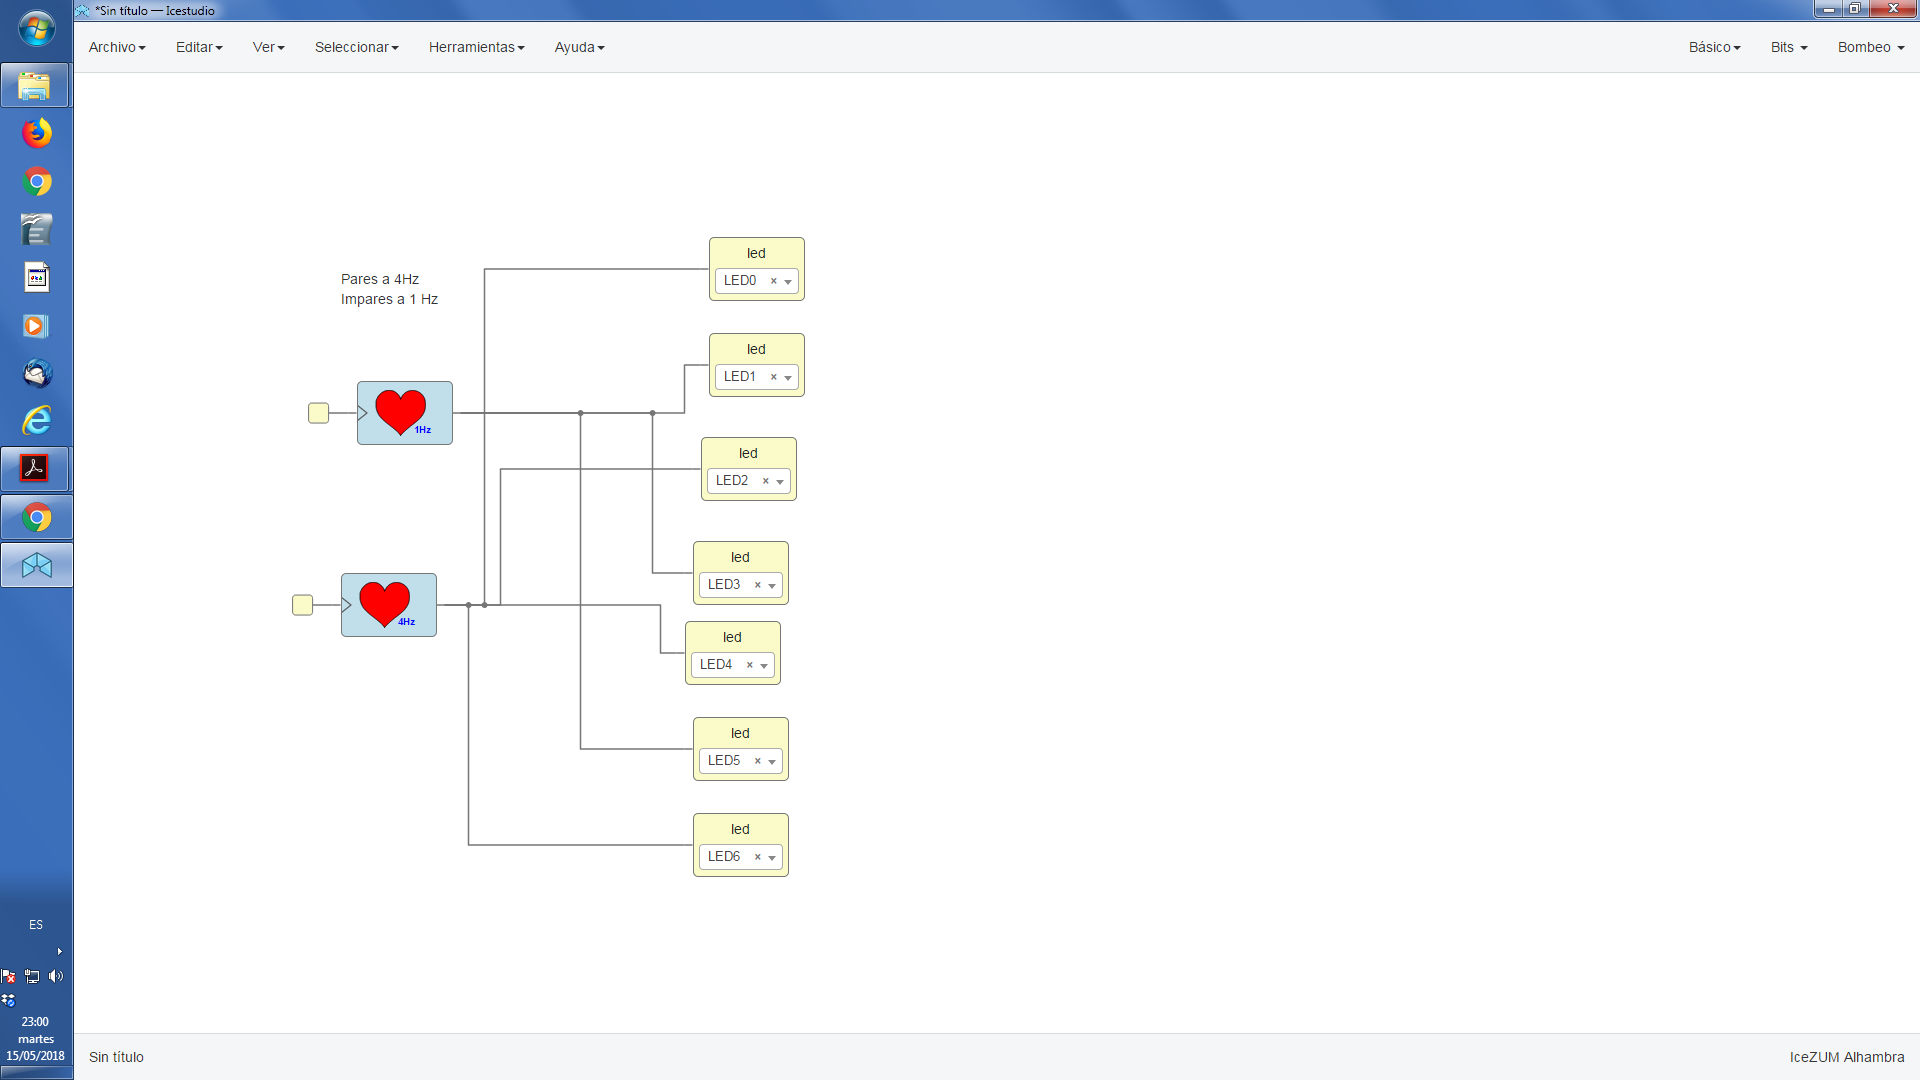 *Sin título — Icestudio
Archivo Editar Ver Seleccionar Herramientas Ayuda Básico Bits Bombeo
Pares a 4Hz
Impares a 1 Hz
1Hz
4Hz
led
LED0 ×
led
LED1 ×
led
LED2 ×
led
LED3 ×
led
LED4 ×
led
LED5 ×
led
LED6 ×
ES
23:00
martes
15/05/2018
Sin título IceZUM Alhambra